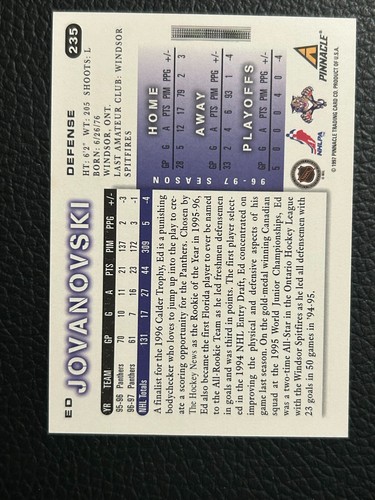 ED
JOVANOVSKI
DEFENSE
235
HT: 6'2" WT: 205 SHOOTS: L
BORN: 6/26/76
WINDSOR, ONT.
LAST AMATEUR CLUB: WINDSOR
SPITFIRES
YR TEAM GP G A PTS PIM PPG +/-
95-96 Panthers 70 10 11 21 137 2 -3
96-97 Panthers 61 7 16 23 172 3 -1
NHL Totals 131 17 27 44 309 5 -4
A finalist for the 1996 Calder Trophy, Ed is a punishing
bodychecker who loves to jump up into the play to cre-
ate a scoring opportunity for the Panthers. Chosen by
The Hockey News as the Rookie of the Year in 1995-96,
Ed also became the first Florida player to ever be named
to the All-Rookie Team as he led freshmen defensemen
in goals and was third in points. The first player select-
ed in the 1994 NHL Entry Draft, Ed concentrated on
improving the physical and defensive aspects of his
game last season. On the gold-medal winning Canadian
squad at the 1995 World Junior Championships, Ed
was a two-time All-Star in the Ontario Hockey League
with the Windsor Spitfires as he led all defensemen with
23 goals in 50 games in '94-95.
96-97 SEASON
HOME
GP G A PTS PIM PPG +/-
28 5 12 17 79 2 3
AWAY
GP G A PTS PIM PPG +/-
33 2 4 6 93 1 -4
PLAYOFFS
GP G A PTS PIM PPG +/-
5 0 0 0 4 0 -4
NHLPA
PINNACLE
© 1997 PINNACLE TRADING CARD CO. PRODUCT OF U.S.A.